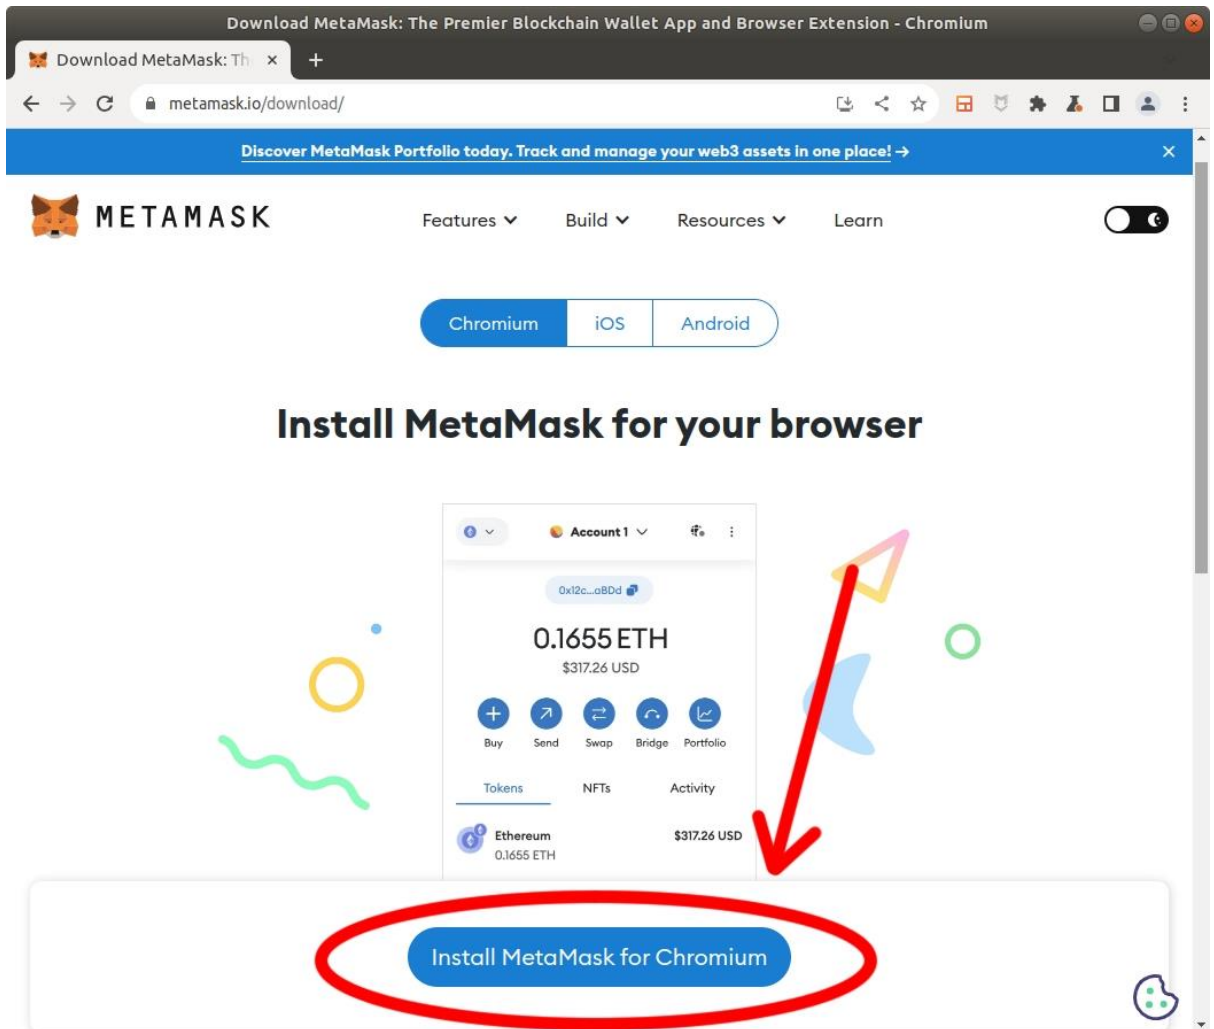 Download MetaMask: The Premier Blockchain Wallet App and Browser Extension - Chromium
Download MetaMask: Th
metamask.io/download/
Discover MetaMask Portfolio today. Track and manage your web3 assets in one place! →
METAMASK
Features Build Resources Learn
Chromium iOS Android
Install MetaMask for your browser
Account 1
0x12c...aBDd
0.1655 ETH
$317.26 USD
Buy Send Swap Bridge Portfolio
Tokens NFTs Activity
Ethereum $317.26 USD
0.1655 ETH
Install MetaMask for Chromium